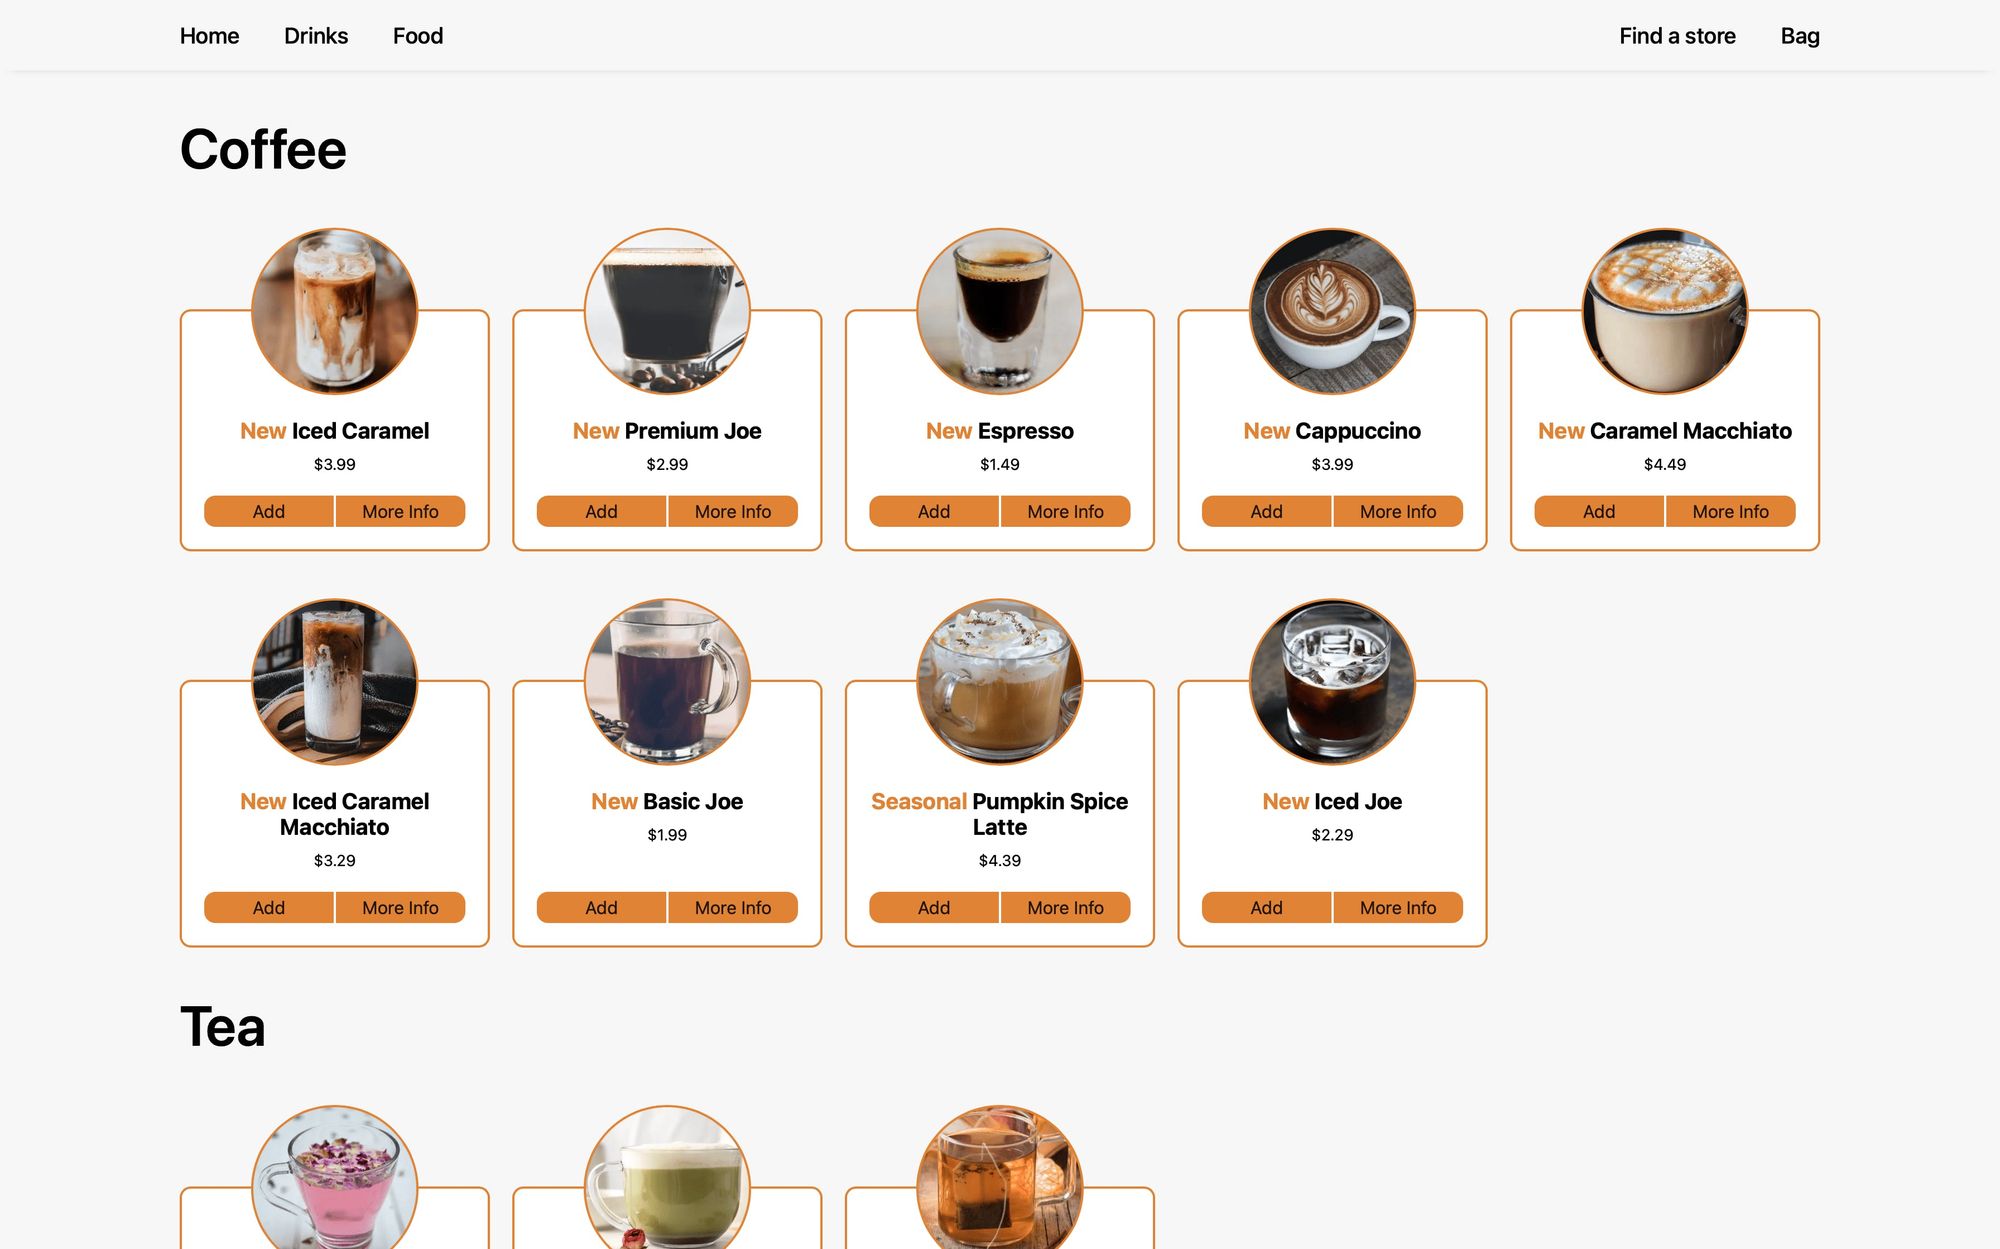 Home Drinks Food Find a store Bag
Coffee
New Iced Caramel
$3.99
Add More Info
New Premium Joe
$2.99
Add More Info
New Espresso
$1.49
Add More Info
New Cappuccino
$3.99
Add More Info
New Caramel Macchiato
$4.49
Add More Info
New Iced Caramel
Macchiato
$3.29
Add More Info
New Basic Joe
$1.99
Add More Info
Seasonal Pumpkin Spice
Latte
$4.39
Add More Info
New Iced Joe
$2.29
Add More Info
Tea